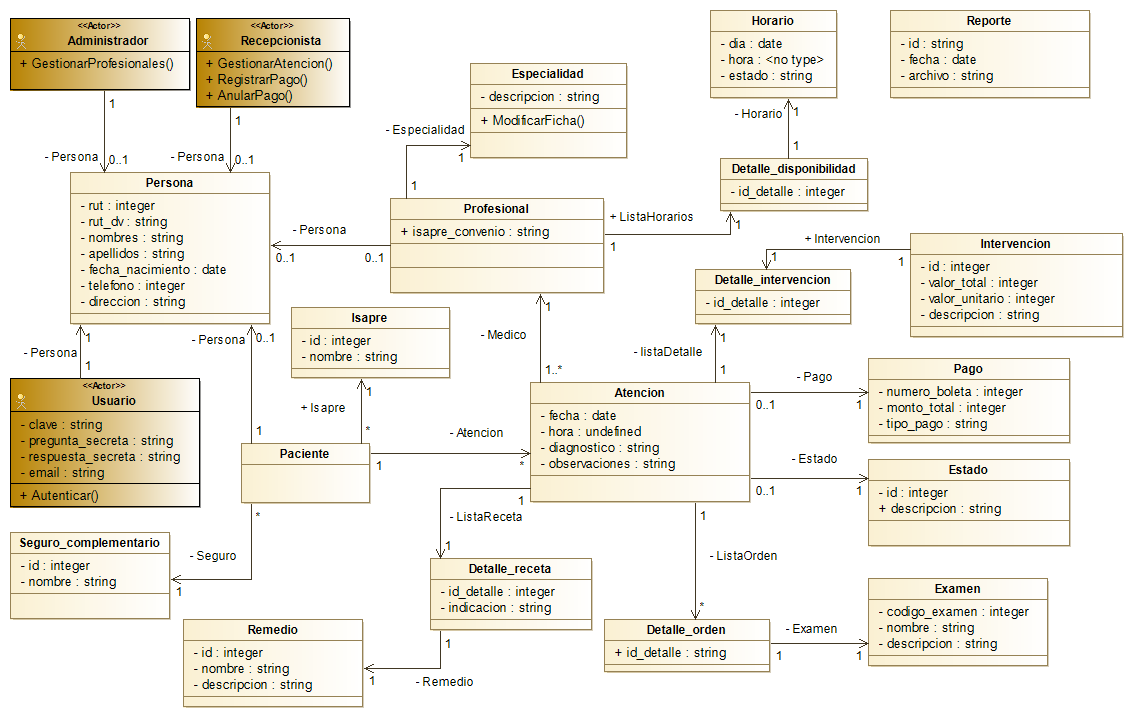 <<Actor>>
Administrador
+ GestionarProfesionales()
<<Actor>>
Recepcionista
+ GestionarAtencion()
+ RegistrarPago()
+ AnularPago()
Especialidad
- descripcion : string
+ ModificarFicha()
Horario
- dia : date
- hora : <no type>
- estado : string
Reporte
- id : string
- fecha : date
- archivo : string
1
- Persona
0..1
1
- Persona
0..1
- Especialidad
1
1
- Horario
1
1
Detalle_disponibilidad
- id_detalle : integer
Persona
- rut : integer
- rut_dv : string
- nombres : string
- apellidos : string
- fecha_nacimiento : date
- telefono : integer
- direccion : string
- Persona
0..1
0..1
Profesional
+ isapre_convenio : string
+ ListaHorarios
1
1
+ Intervencion
1
1
Intervencion
- id : integer
- valor_total : integer
- valor_unitario : integer
- descripcion : string
Detalle_intervencion
- id_detalle : integer
1
- Persona
1
- Persona
0..1
1
Isapre
- id : integer
- nombre : string
1
+ Isapre
*
1
- Medico
1..*
1
- listaDetalle
1
<<Actor>>
Usuario
- clave : string
- pregunta_secreta : string
- respuesta_secreta : string
- email : string
+ Autenticar()
Paciente
- Atencion
1
*
Atencion
- fecha : date
- hora : undefined
- diagnostico : string
- observaciones : string
- Pago
0..1
1
Pago
- numero_boleta : integer
- monto_total : integer
- tipo_pago : string
- Estado
0..1
1
Estado
- id : integer
+ descripcion : string
*
- Seguro
1
Seguro_complementario
- id : integer
- nombre : string
1
- ListaReceta
1
Detalle_receta
- id_detalle : integer
- indicacion : string
1
- ListaOrden
*
Detalle_orden
+ id_detalle : string
- Examen
1
1
Examen
- codigo_examen : integer
- nombre : string
- descripcion : string
Remedio
- id : integer
- nombre : string
- descripcion : string
1
1
- Remedio